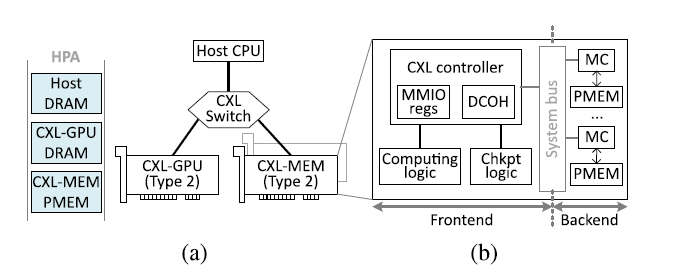 HPA
Host
DRAM
CXL-GPU
DRAM
CXL-MEM
PMEM
Host CPU
CXL
Switch
CXL-GPU
(Type 2)
CXL-MEM
(Type 2)
(a)
CXL controller
MMIO
regs
DCOH
Computing
logic
Chkpt
logic
System bus
MC
PMEM
...
MC
PMEM
Frontend
Backend
(b)